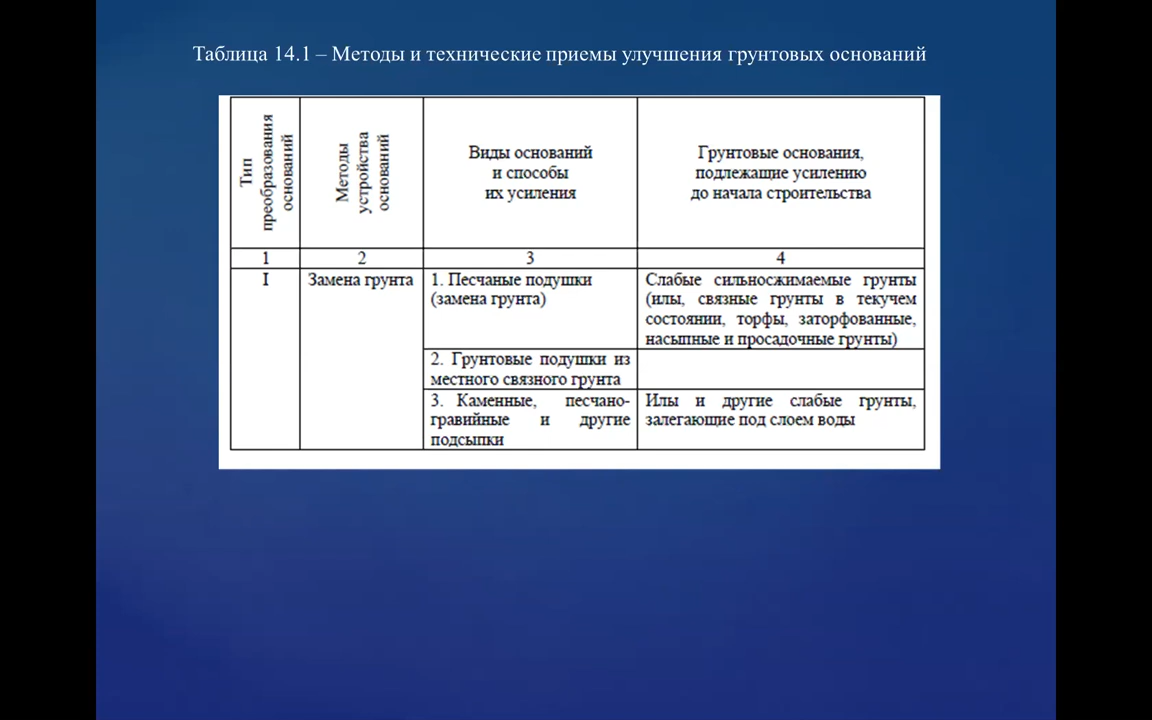 Таблица 14.1 – Методы и технические приемы улучшения грунтовых оснований
Тип
преобразования
оснований
Методы
устройства
оснований
Виды оснований
и способы
их усиления
Грунтовые основания,
подлежащие усилению
до начала строительства
1
2
3
4
I
Замена грунта
1. Песчаные подушки
(замена грунта)
Слабые сильносжимаемые грунты
(илы, связные грунты в текучем
состоянии, торфы, заторфованные,
насыпные и просадочные грунты)
2. Грунтовые подушки из
местного связного грунта
3. Каменные, песчано-
гравийные и другие
подсыпки
Илы и другие слабые грунты,
залегающие под слоем воды